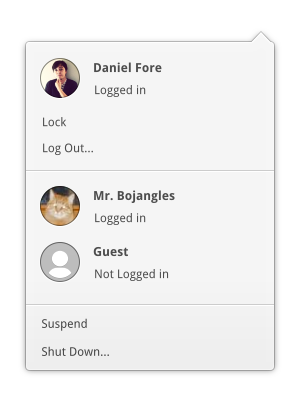 Daniel Fore
Logged in
Lock
Log Out...
Mr. Bojangles
Logged in
Guest
Not Logged in
Suspend
Shut Down...